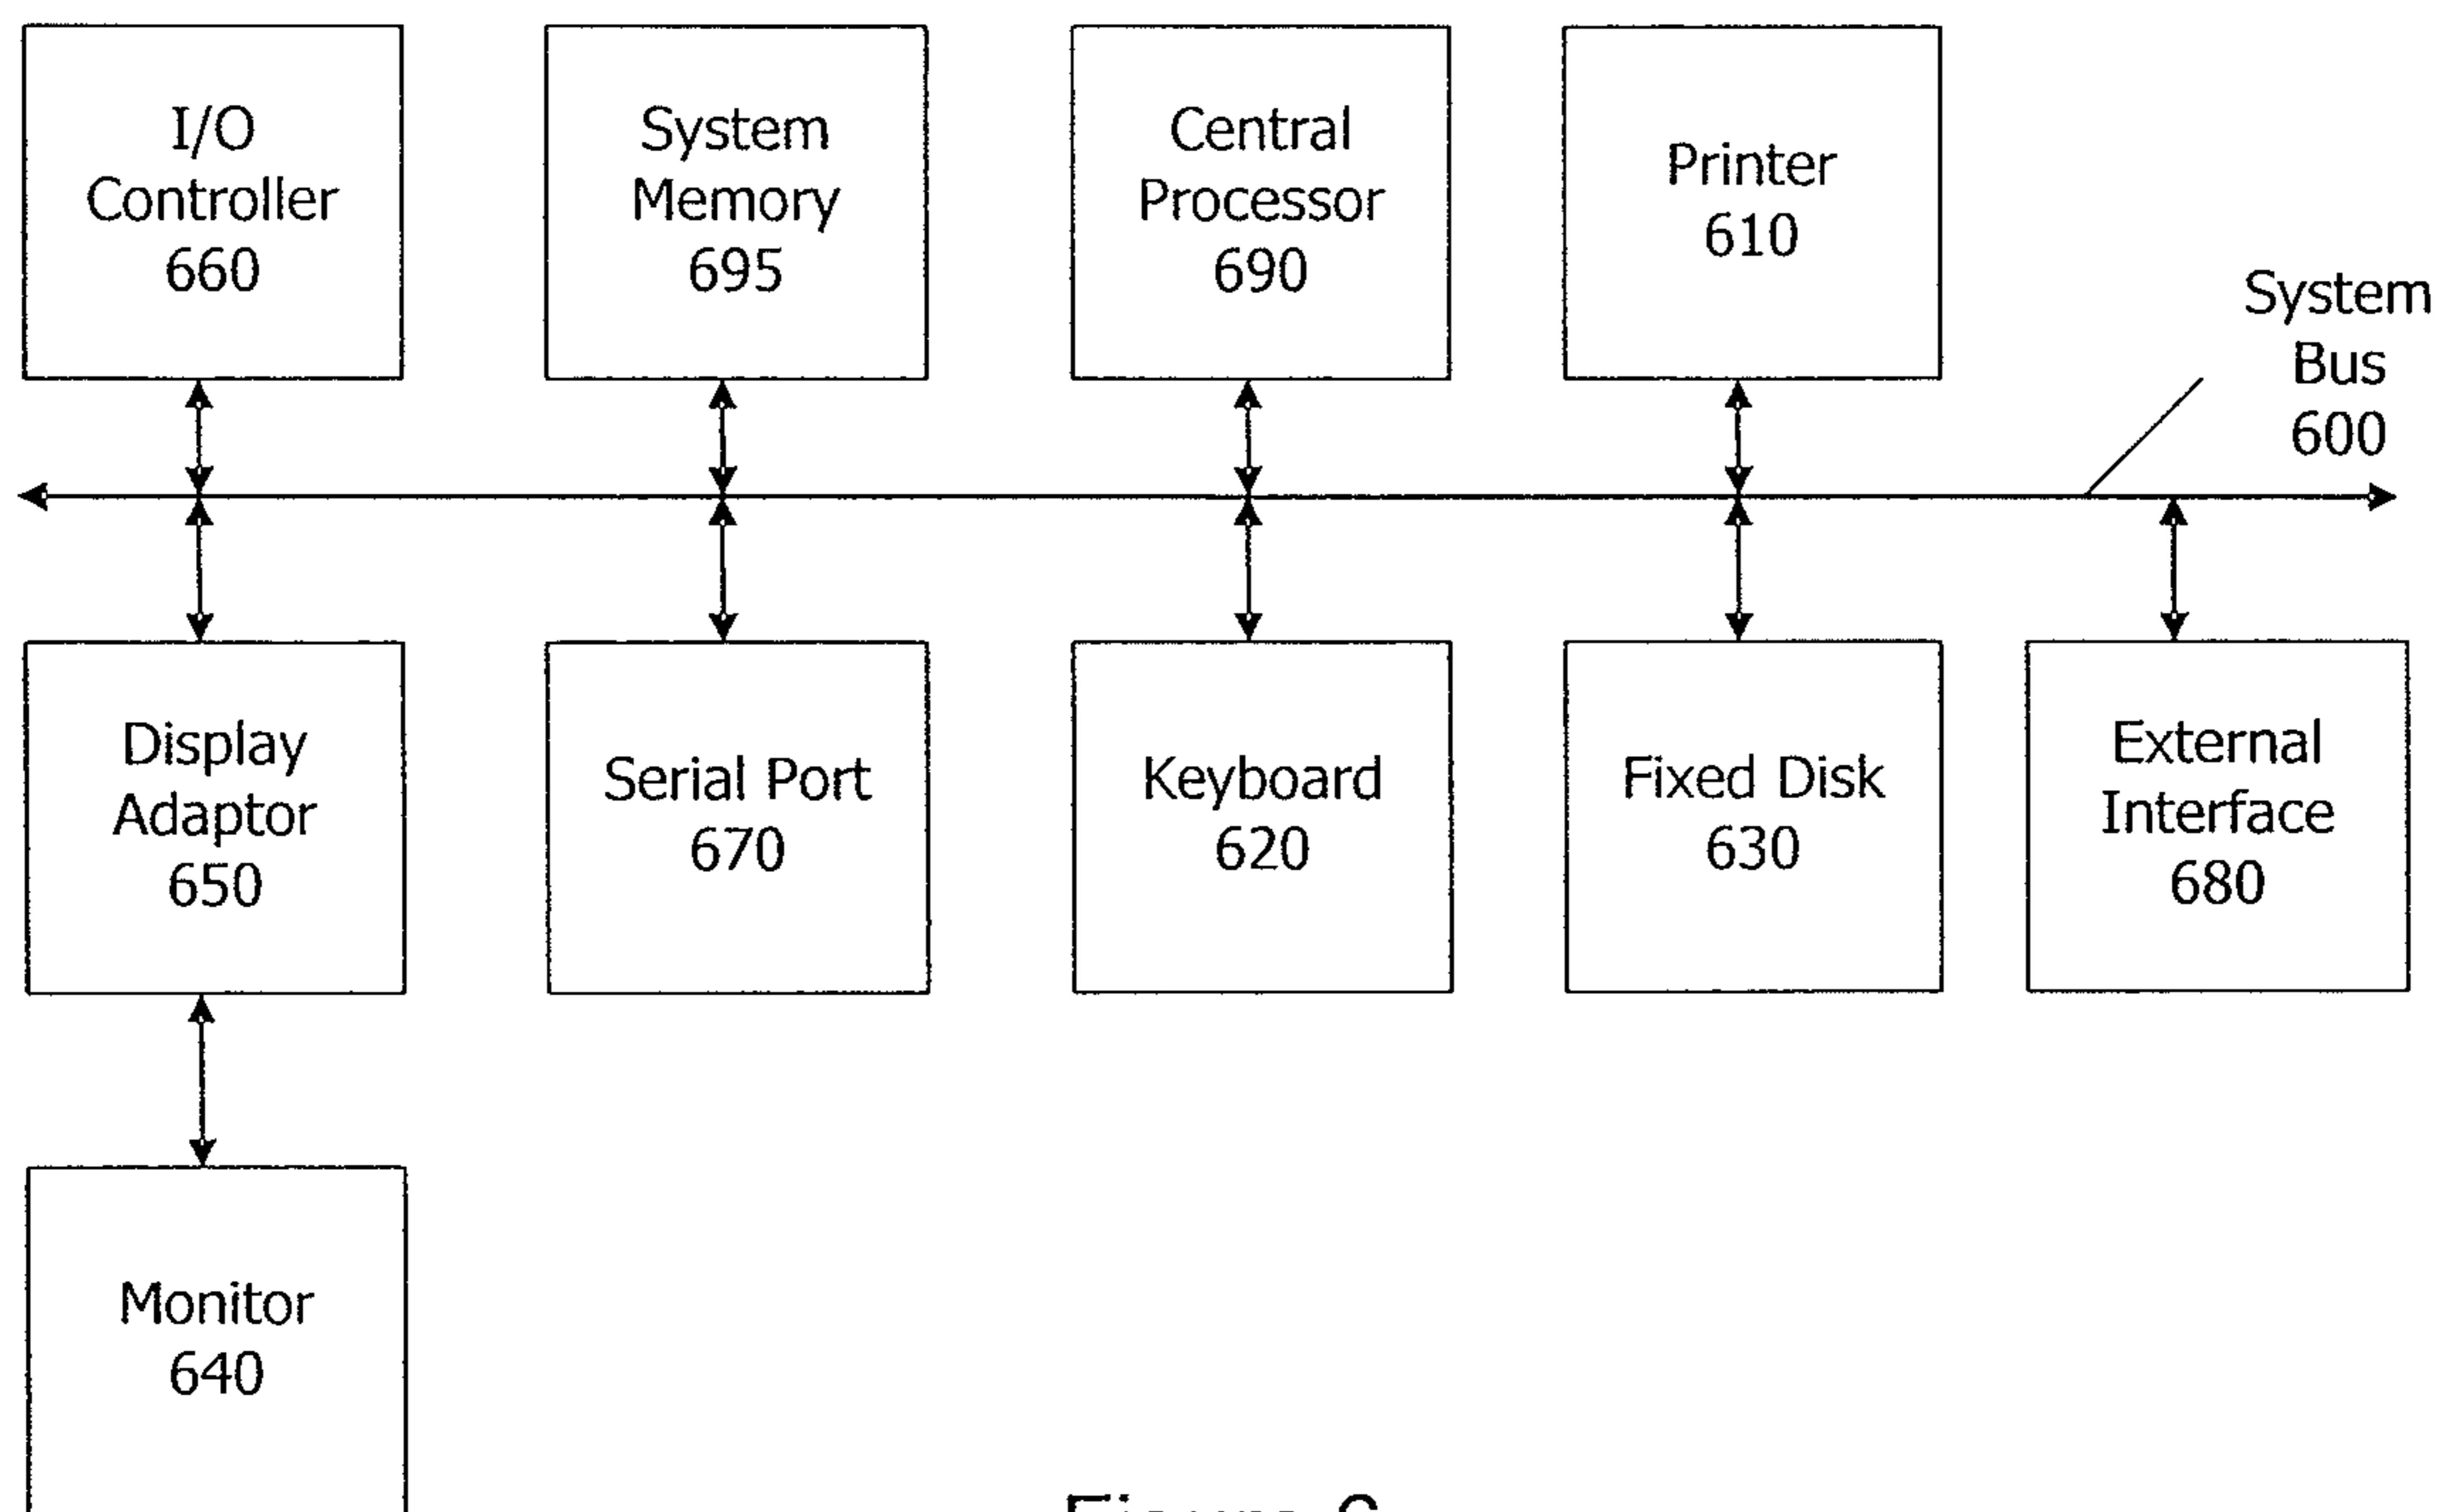 I/O
Controller
660
System
Memory
695
Central
Processor
690
Printer
610
System
Bus
600
Display
Adaptor
650
Serial Port
670
Keyboard
620
Fixed Disk
630
External
Interface
680
Monitor
640